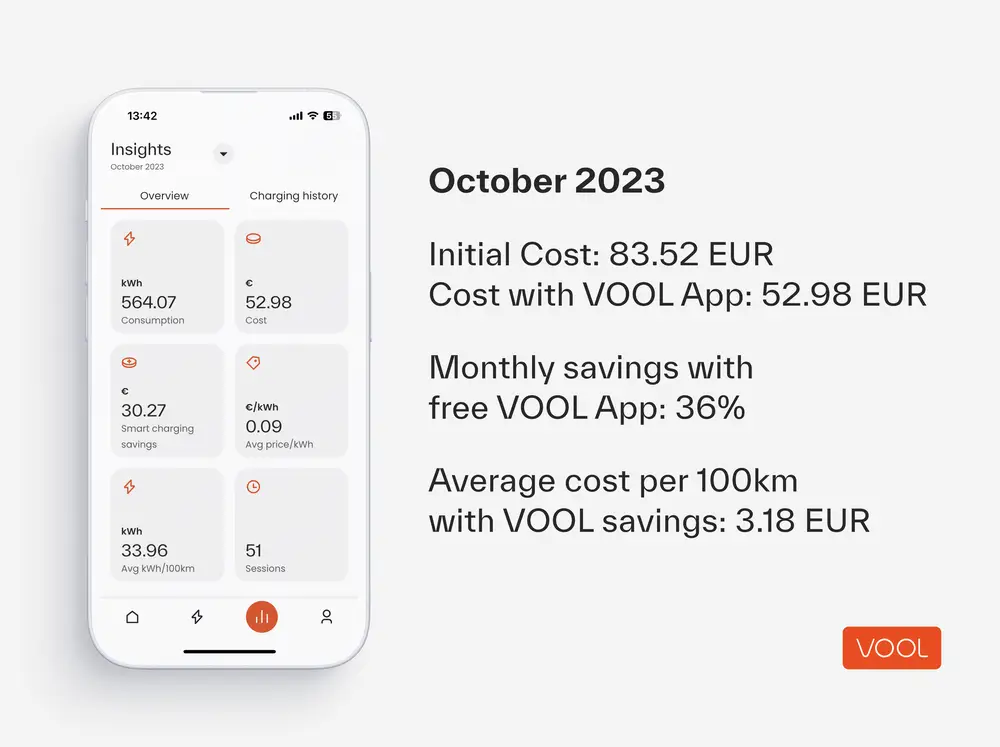 13:42
Insights
October 2023
Overview
Charging history
kWh
564.07
Consumption
€
52.98
Cost
€
30.27
Smart charging
savings
€/kWh
0.09
Avg price/kWh
kWh
33.96
Avg kWh/100km
51
Sessions
October 2023
Initial Cost: 83.52 EUR
Cost with VOOL App: 52.98 EUR
Monthly savings with
free VOOL App: 36%
Average cost per 100km
with VOOL savings: 3.18 EUR
VOOL